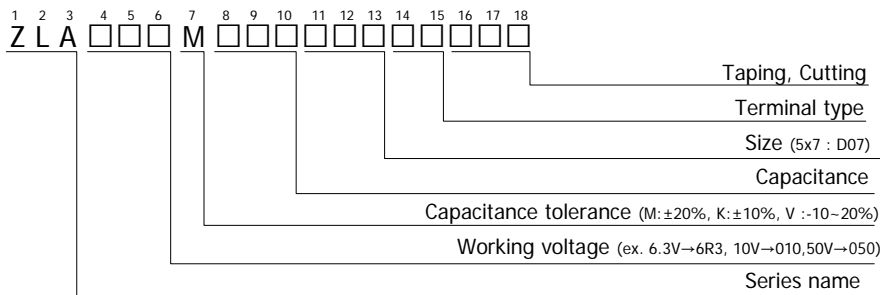 1 2 3 4 5 6 7 8 9 10 11 12 13 14 15 16 17 18
Z L A □ □ □ M □ □ □ □ □ □ □ □ □ □ □
Taping, Cutting
Terminal type
Size (5x7 : D07)
Capacitance
Capacitance tolerance (M:±20%, K:±10%, V :-10~20%)
Working voltage (ex. 6.3V→6R3, 10V→010,50V→050)
Series name